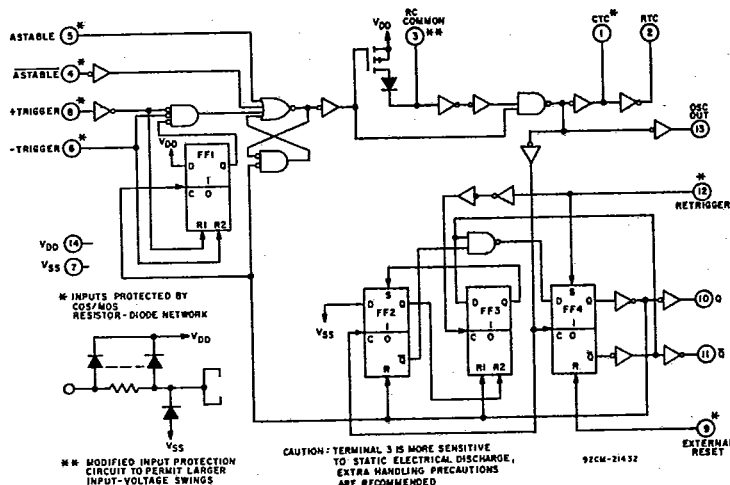 ASTABLE 5 *
ASTABLE 4 *
+TRIGGER 8 *
-TRIGGER 6 *
VDD
RC COMMON 3 **
CTC * 1
RTC 2
OSC OUT 13
* 12 RETRIGGER
VDD
D FF1 Q
1
C O
R1 R2
VDD 14
VSS 7
* INPUTS PROTECTED BY
COS/MOS
RESISTOR-DIODE NETWORK
VDD
VSS
** MODIFIED INPUT PROTECTION
CIRCUIT TO PERMIT LARGER
INPUT-VOLTAGE SWINGS
VSS
S
D Q
FF2
1
C O
Q
R
D Q
FF3
1
C O
R1 R2
S
D Q
FF4
1
C O
Q
R
10 Q
11 Q
9 *
EXTERNAL
RESET
CAUTION: TERMINAL 3 IS MORE SENSITIVE
TO STATIC ELECTRICAL DISCHARGE,
EXTRA HANDLING PRECAUTIONS
ARE RECOMMENDED
92CM-21432